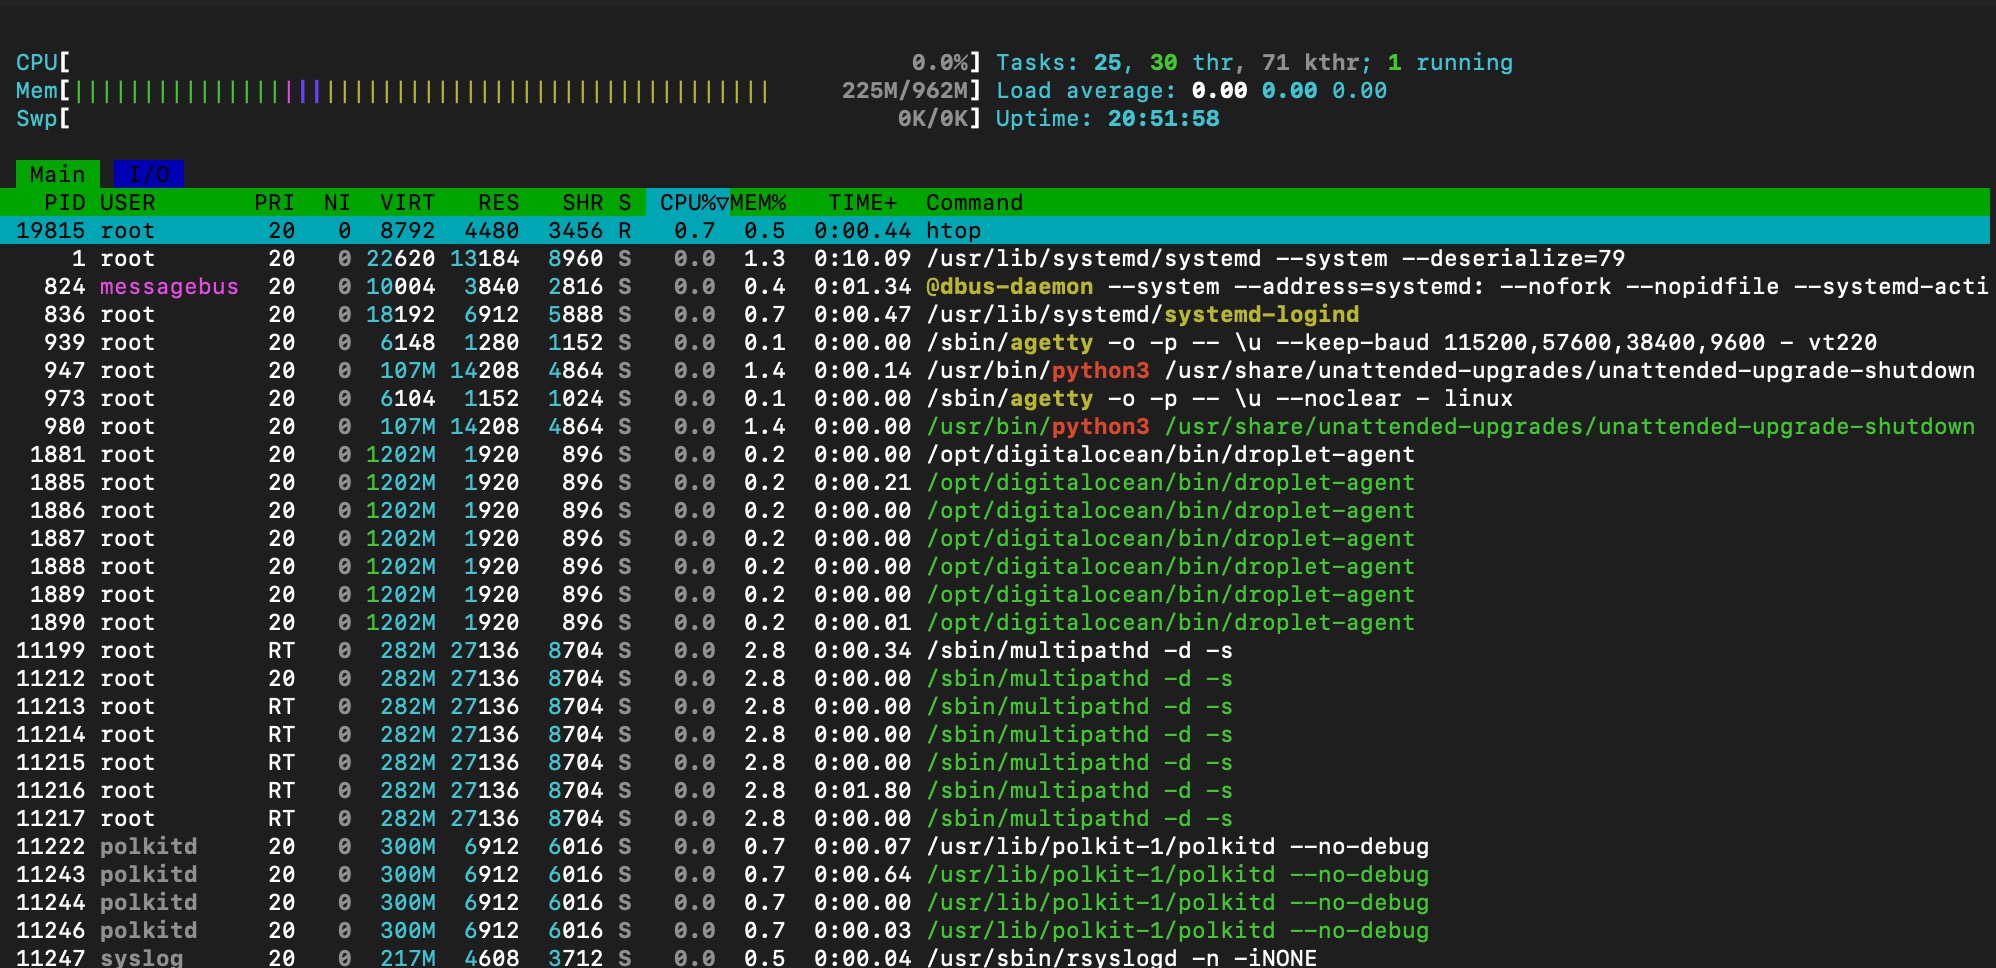 CPU[ 0.0%] Tasks: 25, 30 thr, 71 kthr; 1 running
Mem[||||||||||||||||||||||||||||||||||||||||||||||||||| 225M/962M] Load average: 0.00 0.00 0.00
Swp[ 0K/0K] Uptime: 20:51:58
Main I/O
PID USER PRI NI VIRT RES SHR S CPU%▽MEM% TIME+ Command
19815 root 20 0 8792 4480 3456 R 0.7 0.5 0:00.44 htop
1 root 20 0 22620 13184 8960 S 0.0 1.3 0:10.09 /usr/lib/systemd/systemd --system --deserialize=79
824 messagebus 20 0 10004 3840 2816 S 0.0 0.4 0:01.34 @dbus-daemon --system --address=systemd: --nofork --nopidfile --systemd-acti
836 root 20 0 18192 6912 5888 S 0.0 0.7 0:00.47 /usr/lib/systemd/systemd-logind
939 root 20 0 6148 1280 1152 S 0.0 0.1 0:00.00 /sbin/agetty -o -p -- \u --keep-baud 115200,57600,38400,9600 - vt220
947 root 20 0 107M 14208 4864 S 0.0 1.4 0:00.14 /usr/bin/python3 /usr/share/unattended-upgrades/unattended-upgrade-shutdown
973 root 20 0 6104 1152 1024 S 0.0 0.1 0:00.00 /sbin/agetty -o -p -- \u --noclear - linux
980 root 20 0 107M 14208 4864 S 0.0 1.4 0:00.00 /usr/bin/python3 /usr/share/unattended-upgrades/unattended-upgrade-shutdown
1881 root 20 0 1202M 1920 896 S 0.0 0.2 0:00.00 /opt/digitalocean/bin/droplet-agent
1885 root 20 0 1202M 1920 896 S 0.0 0.2 0:00.21 /opt/digitalocean/bin/droplet-agent
1886 root 20 0 1202M 1920 896 S 0.0 0.2 0:00.00 /opt/digitalocean/bin/droplet-agent
1887 root 20 0 1202M 1920 896 S 0.0 0.2 0:00.00 /opt/digitalocean/bin/droplet-agent
1888 root 20 0 1202M 1920 896 S 0.0 0.2 0:00.00 /opt/digitalocean/bin/droplet-agent
1889 root 20 0 1202M 1920 896 S 0.0 0.2 0:00.00 /opt/digitalocean/bin/droplet-agent
1890 root 20 0 1202M 1920 896 S 0.0 0.2 0:00.01 /opt/digitalocean/bin/droplet-agent
11199 root RT 0 282M 27136 8704 S 0.0 2.8 0:00.34 /sbin/multipathd -d -s
11212 root 20 0 282M 27136 8704 S 0.0 2.8 0:00.00 /sbin/multipathd -d -s
11213 root RT 0 282M 27136 8704 S 0.0 2.8 0:00.00 /sbin/multipathd -d -s
11214 root RT 0 282M 27136 8704 S 0.0 2.8 0:00.00 /sbin/multipathd -d -s
11215 root RT 0 282M 27136 8704 S 0.0 2.8 0:00.00 /sbin/multipathd -d -s
11216 root RT 0 282M 27136 8704 S 0.0 2.8 0:01.80 /sbin/multipathd -d -s
11217 root RT 0 282M 27136 8704 S 0.0 2.8 0:00.00 /sbin/multipathd -d -s
11222 polkitd 20 0 300M 6912 6016 S 0.0 0.7 0:00.07 /usr/lib/polkit-1/polkitd --no-debug
11243 polkitd 20 0 300M 6912 6016 S 0.0 0.7 0:00.64 /usr/lib/polkit-1/polkitd --no-debug
11244 polkitd 20 0 300M 6912 6016 S 0.0 0.7 0:00.00 /usr/lib/polkit-1/polkitd --no-debug
11246 polkitd 20 0 300M 6912 6016 S 0.0 0.7 0:00.03 /usr/lib/polkit-1/polkitd --no-debug
11247 syslog 20 0 217M 4608 3712 S 0.0 0.5 0:00.04 /usr/sbin/rsyslogd -n -iNONE